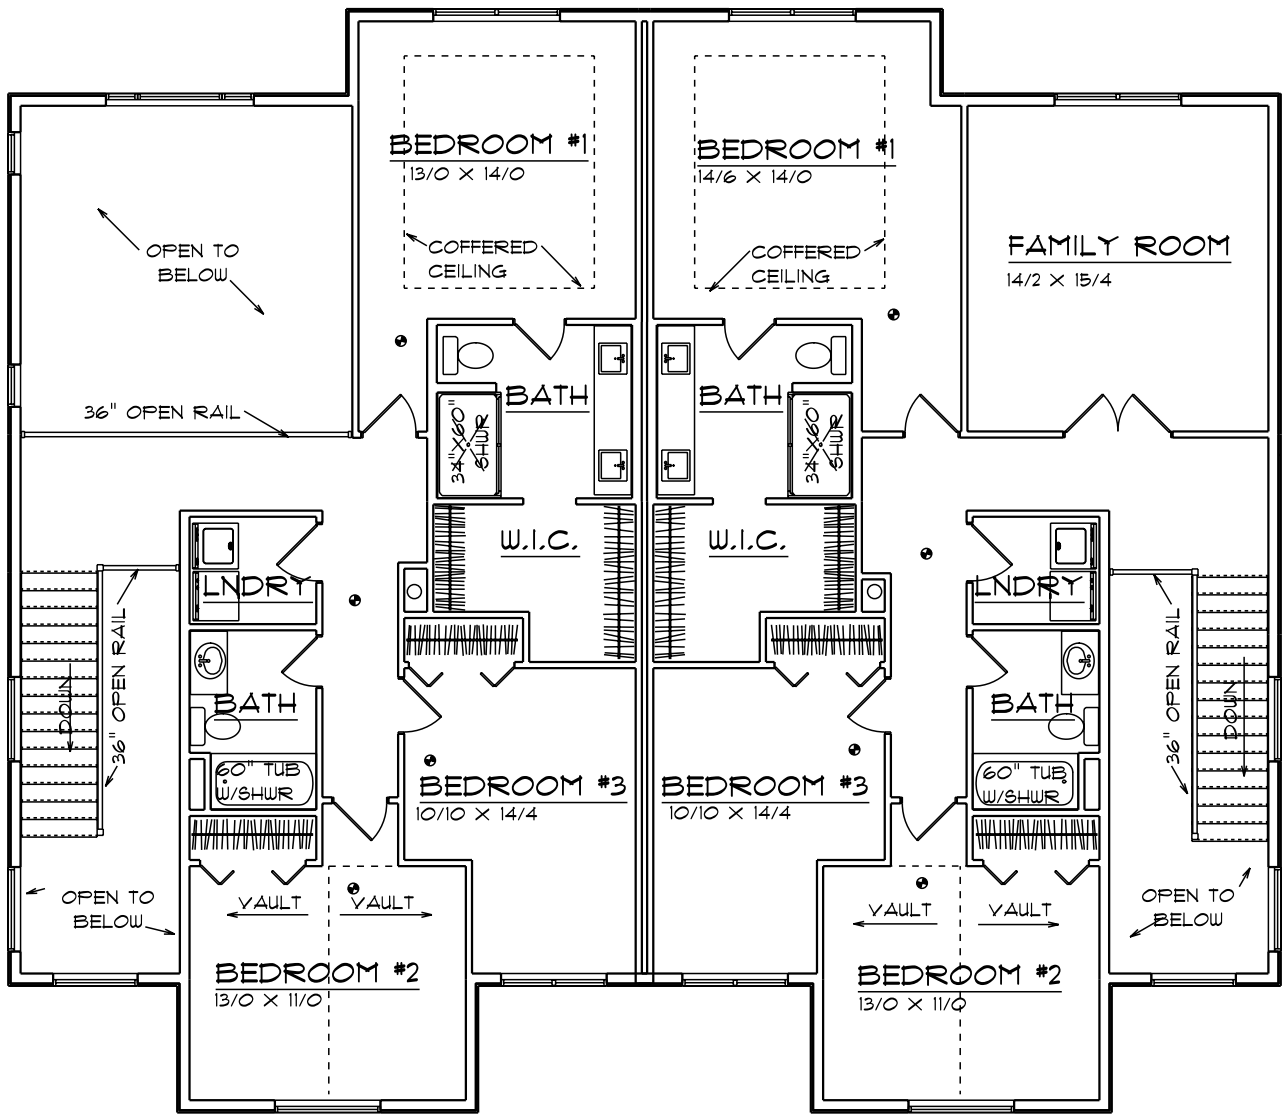 BEDROOM #1
13/0 X 14/0
COFFERED
CEILING
BEDROOM #1
14/6 X 14/0
COFFERED
CEILING
OPEN TO
BELOW
FAMILY ROOM
14/2 X 15/4
36" OPEN RAIL
BATH
34"X60"
SHWR
BATH
34"X60"
SHWR
W.I.C.
W.I.C.
LNDRY
LNDRY
36" OPEN RAIL
DOWN
BATH
60" TUB
W/SHWR
BEDROOM #3
10/10 X 14/4
BEDROOM #3
10/10 X 14/4
BATH
60" TUB
W/SHWR
36" OPEN RAIL
DOWN
OPEN TO
BELOW
VAULT
VAULT
VAULT
VAULT
OPEN TO
BELOW
BEDROOM #2
13/0 X 11/0
BEDROOM #2
13/0 X 11/0